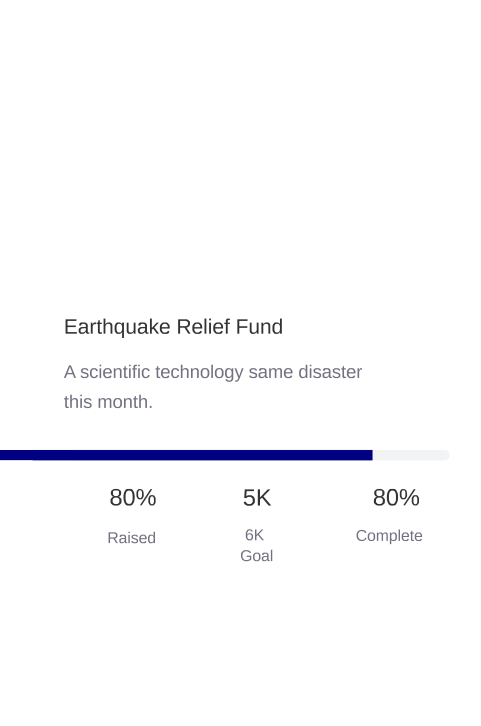 Earthquake Relief Fund
A scientific technology same disaster
this month.
80% 5K 80%
Raised 6K Complete
Goal